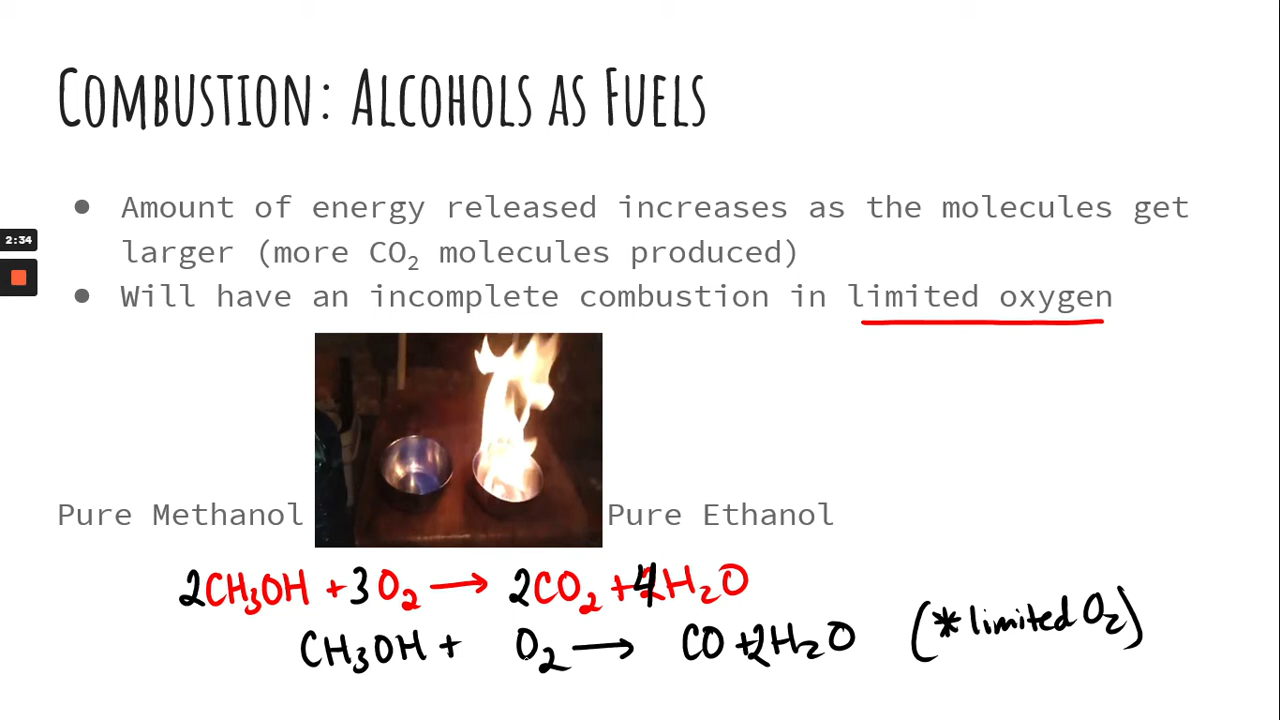 COMBUSTION: ALCOHOLS AS FUELS
● Amount of energy released increases as the molecules get
larger (more CO₂ molecules produced)
2:34
● Will have an incomplete combustion in limited oxygen
Pure Methanol
Pure Ethanol
2CH₃OH + 3O₂ → 2CO₂ + 4H₂O
CH₃OH + O₂ → CO + 2H₂O (*limited O₂)